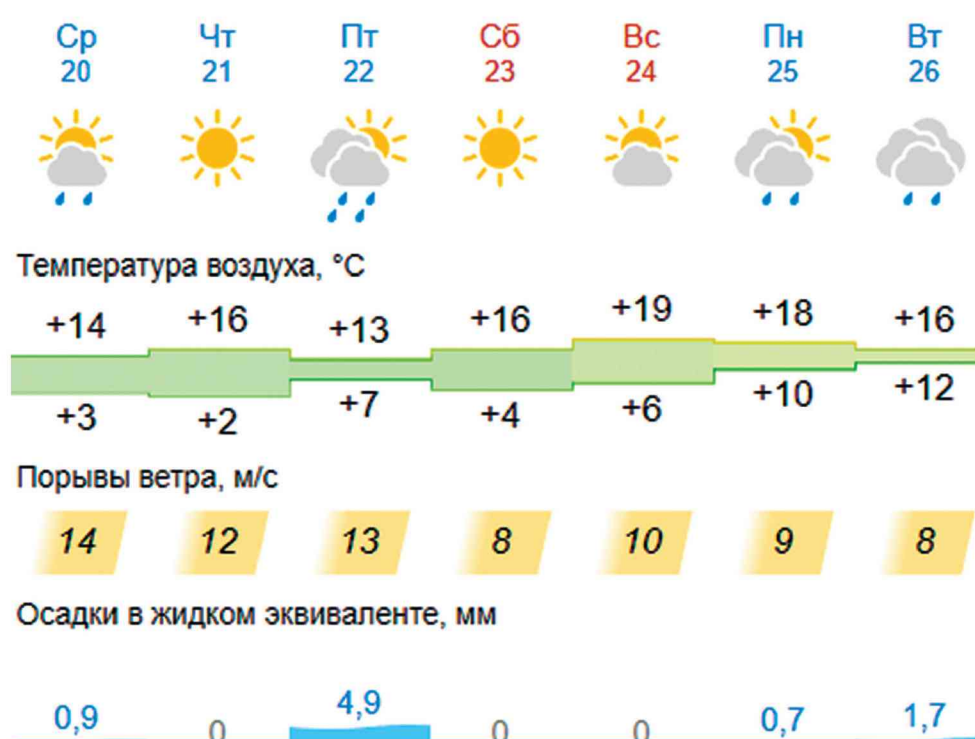 Ср Чт Пт Сб Вс Пн Вт
20 21 22 23 24 25 26
Температура воздуха, °C
+14 +16 +13 +16 +19 +18 +16
+3 +2 +7 +4 +6 +10 +12
Порывы ветра, м/с
14 12 13 8 10 9 8
Осадки в жидком эквиваленте, мм
0,9 0 4,9 0 0 0,7 1,7